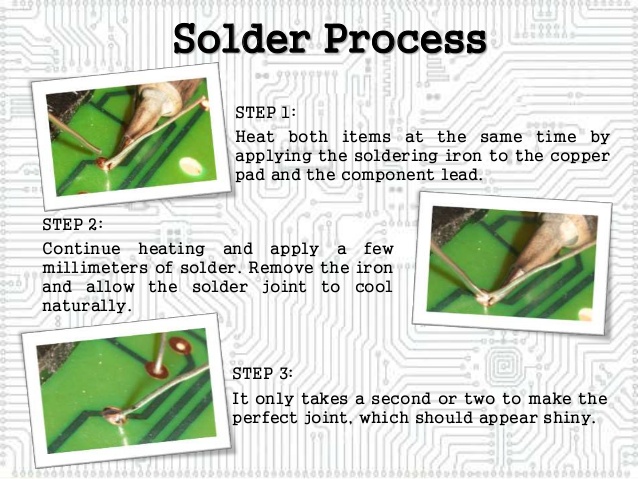 Solder Process
STEP 1:
Heat both items at the same time by
applying the soldering iron to the copper
pad and the component lead.
STEP 2:
Continue heating and apply a few
millimeters of solder. Remove the iron
and allow the solder joint to cool
naturally.
STEP 3:
It only takes a second or two to make the
perfect joint, which should appear shiny.